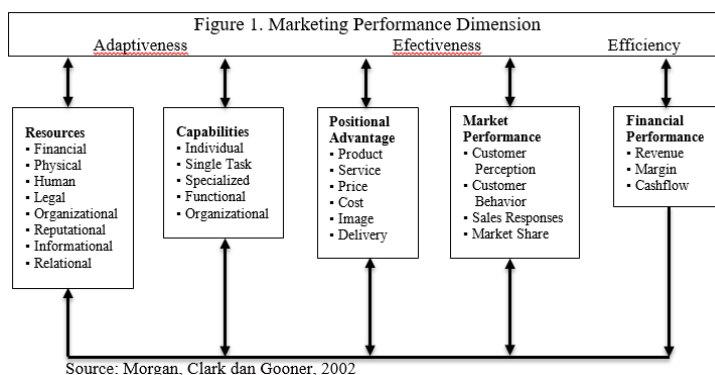 Figure 1. Marketing Performance Dimension
Adaptiveness Efectiveness Efficiency
Resources
▪ Financial
▪ Physical
▪ Human
▪ Legal
▪ Organizational
▪ Reputational
▪ Informational
▪ Relational
Capabilities
▪ Individual
▪ Single Task
▪ Specialized
▪ Functional
▪ Organizational
Positional
Advantage
▪ Product
▪ Service
▪ Price
▪ Cost
▪ Image
▪ Delivery
Market
Performance
▪ Customer
Perception
▪ Customer
Behavior
▪ Sales Responses
▪ Market Share
Financial
Performance
▪ Revenue
▪ Margin
▪ Cashflow
Source: Morgan, Clark dan Gooner, 2002